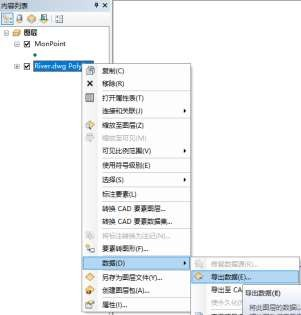 内容列表
图层
MonPoint
River.dwg Poly
复制(C)
移除(R)
打开属性表(T)
连接和关联(J)
缩放至图层(Z)
缩放至可见(M)
可见比例范围(V)
使用符号级别(E)
选择(S)
标注要素(L)
转换 CAD 要素图层...
转换 CAD 要素数据集...
将标注转换为注记(N)...
要素转图形(F)...
数据(D)
修复数据源(R)...
另存为图层文件(Y)...
导出数据(E)...
创建图层包(A)...
导出至 CA
导出数据(E)
属性(I)...
将此图层的数据